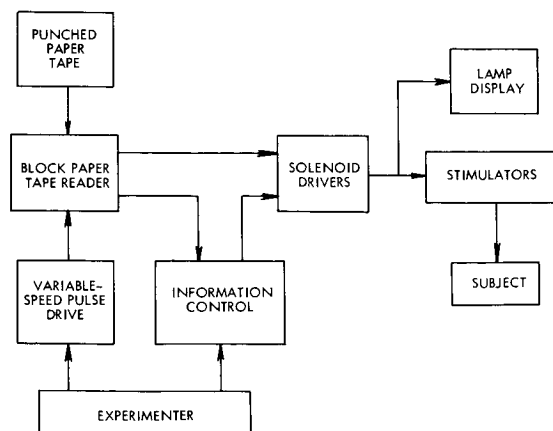 PUNCHED
PAPER
TAPE
LAMP
DISPLAY
BLOCK PAPER
TAPE READER
SOLENOID
DRIVERS
STIMULATORS
VARIABLE-
SPEED PULSE
DRIVE
INFORMATION
CONTROL
SUBJECT
EXPERIMENTER